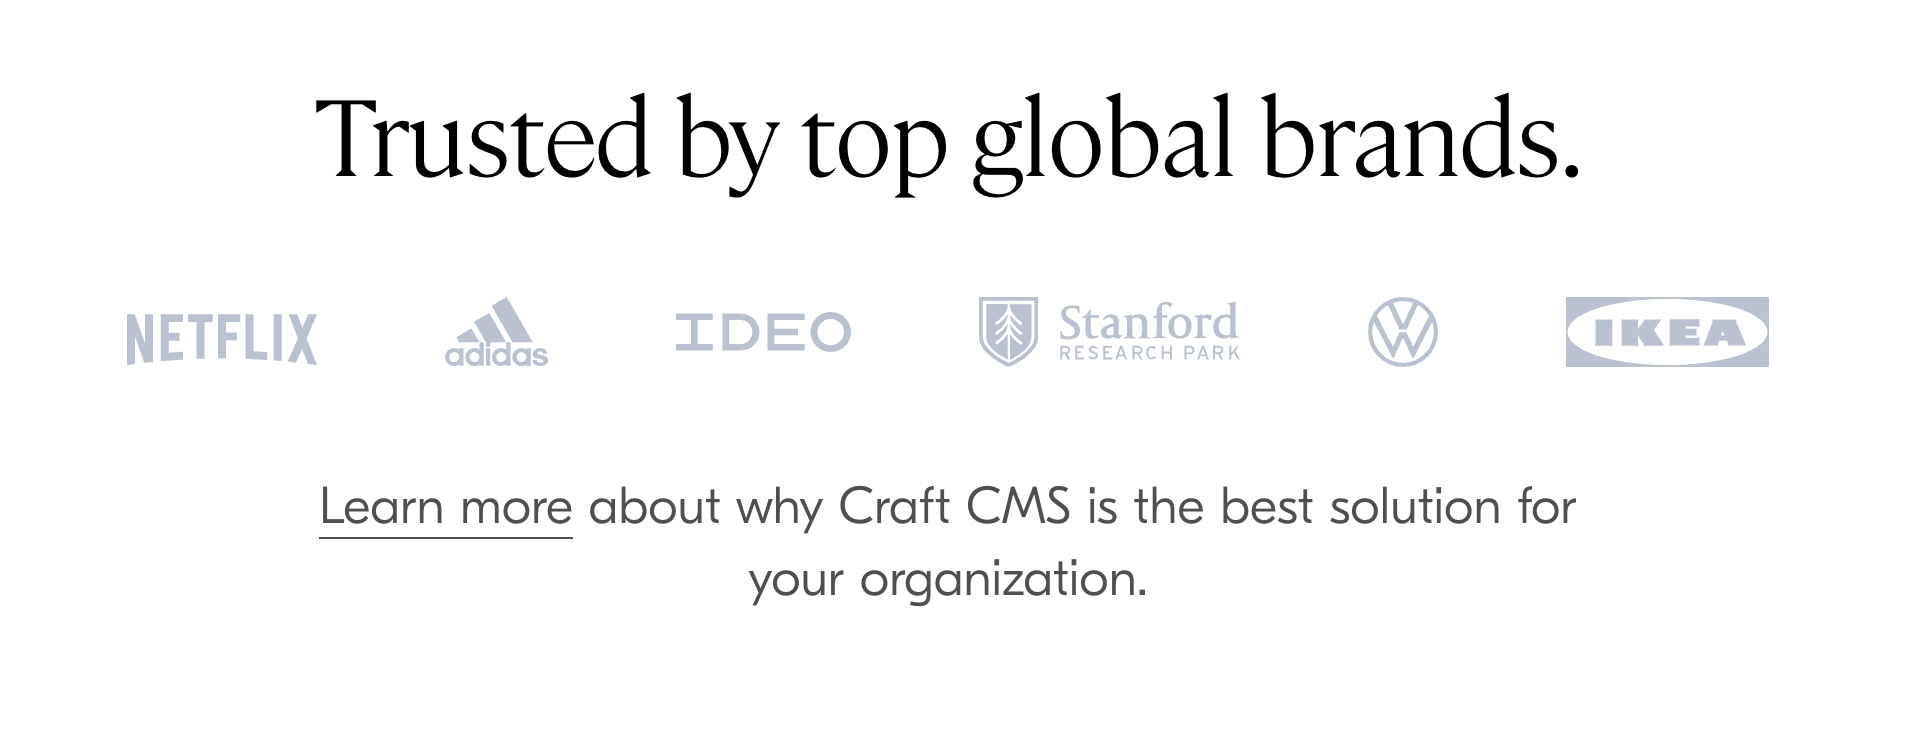 Trusted by top global brands.
NETFLIX adidas IDEO Stanford RESEARCH PARK VW IKEA
Learn more about why Craft CMS is the best solution for
your organization.